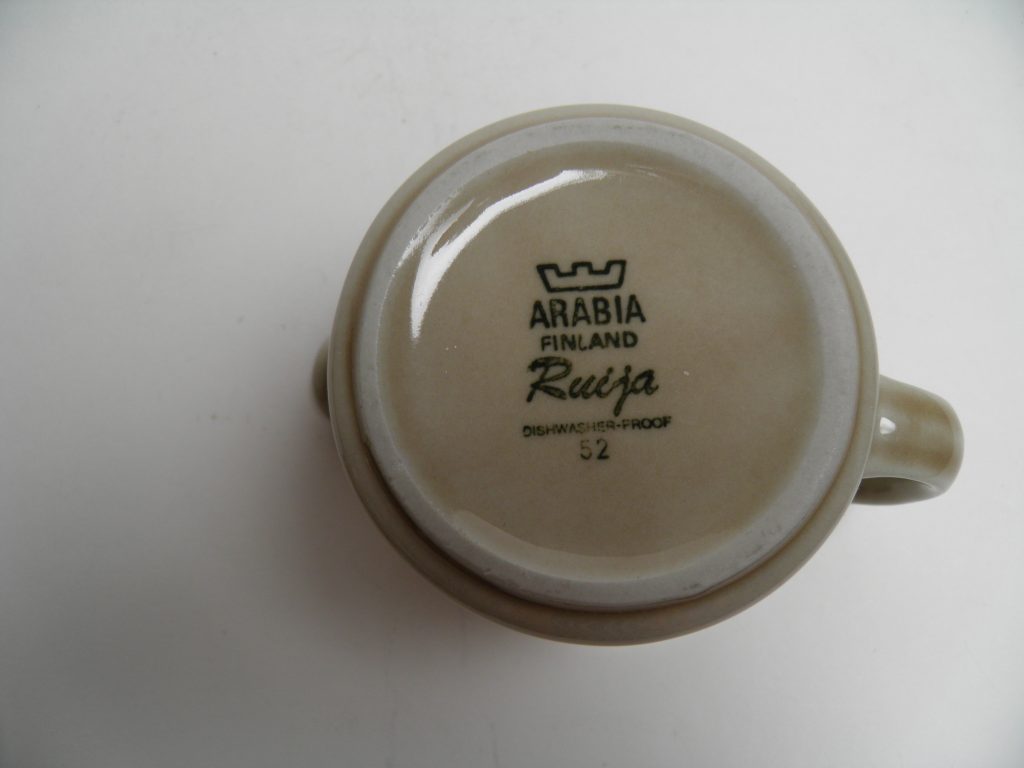 ARABIA
FINLAND
Ruija
DISHWASHER-PROOF
52